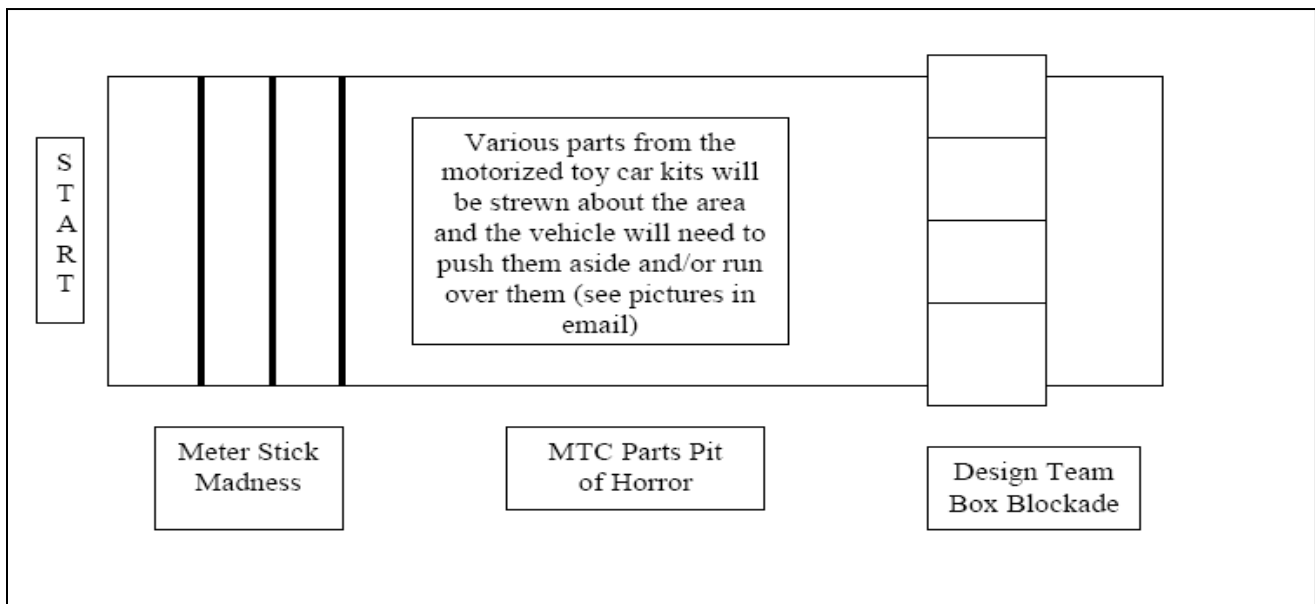 S
T
A
R
T
Various parts from the
motorized toy car kits will
be strewn about the area
and the vehicle will need to
push them aside and/or run
over them (see pictures in
email)
Meter Stick
Madness
MTC Parts Pit
of Horror
Design Team
Box Blockade